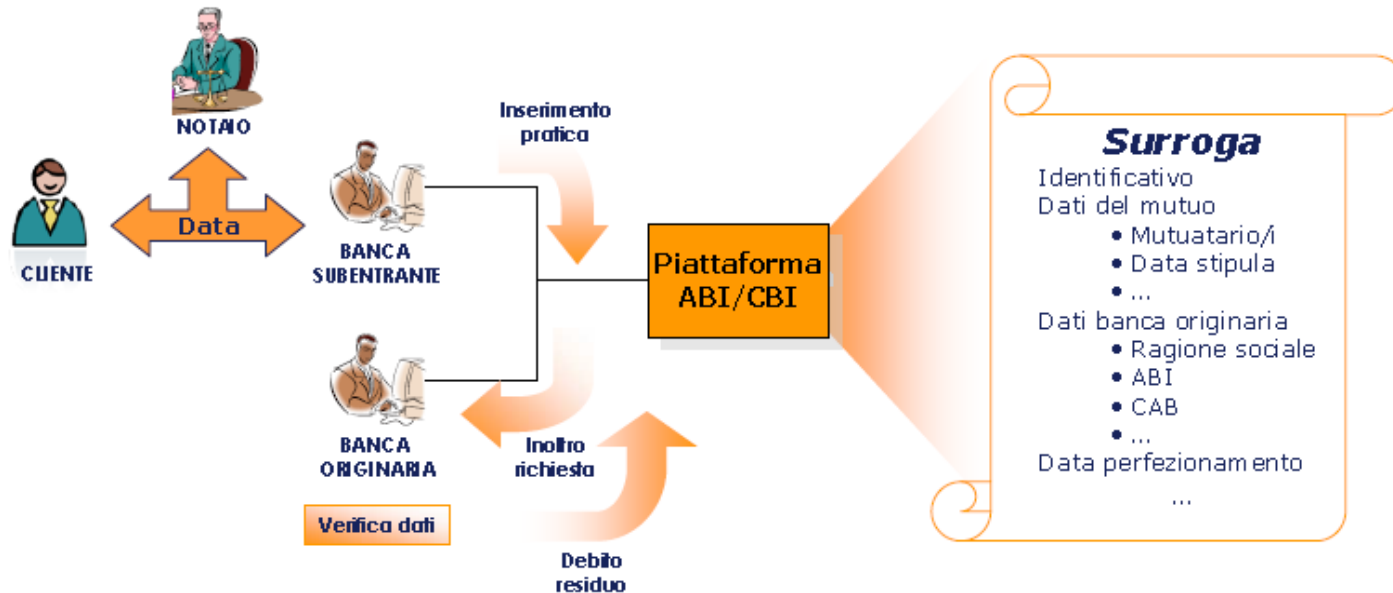 NOTAIO
CLIENTE
Data
BANCA
SUBENTRANTE
Inserimento
pratica
Piattaforma
ABI/CBI
BANCA
ORIGINARIA
Verifica dati
Inoltro
richiesta
Debito
residuo
Surroga
Identificativo
Dati del mutuo
• Mutuatario/i
• Data stipula
• ...
Dati banca originaria
• Ragione sociale
• ABI
• CAB
• ...
Data perfezionamento
...